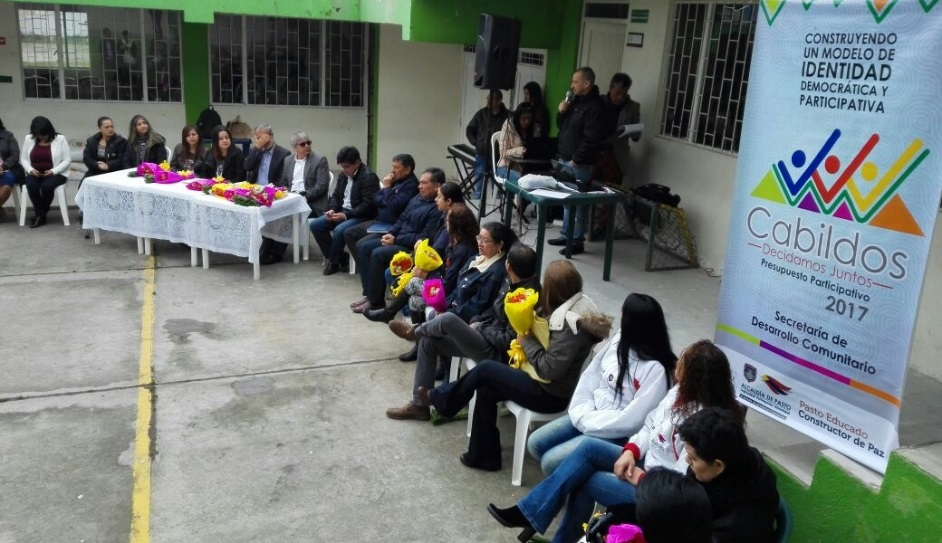 CONSTRUYENDO
UN MODELO DE
IDENTIDAD
DEMOCRÁTICA Y
PARTICIPATIVA
Cabildos
Decidamos Juntos
Presupuesto Participativo
2017
Secretaría de
Desarrollo Comunitario
ALCALDÍA DE PASTO
Pasto Educado
Constructor de Paz